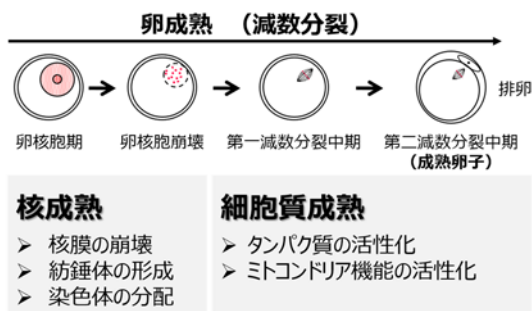 卵成熟 （減数分裂）
卵核胞期
卵核胞崩壊
第一減数分裂中期
第二減数分裂中期
(成熟卵子)
排卵
核成熟
➢ 核膜の崩壊
➢ 紡錘体の形成
➢ 染色体の分配
細胞質成熟
➢ タンパク質の活性化
➢ ミトコンドリア機能の活性化